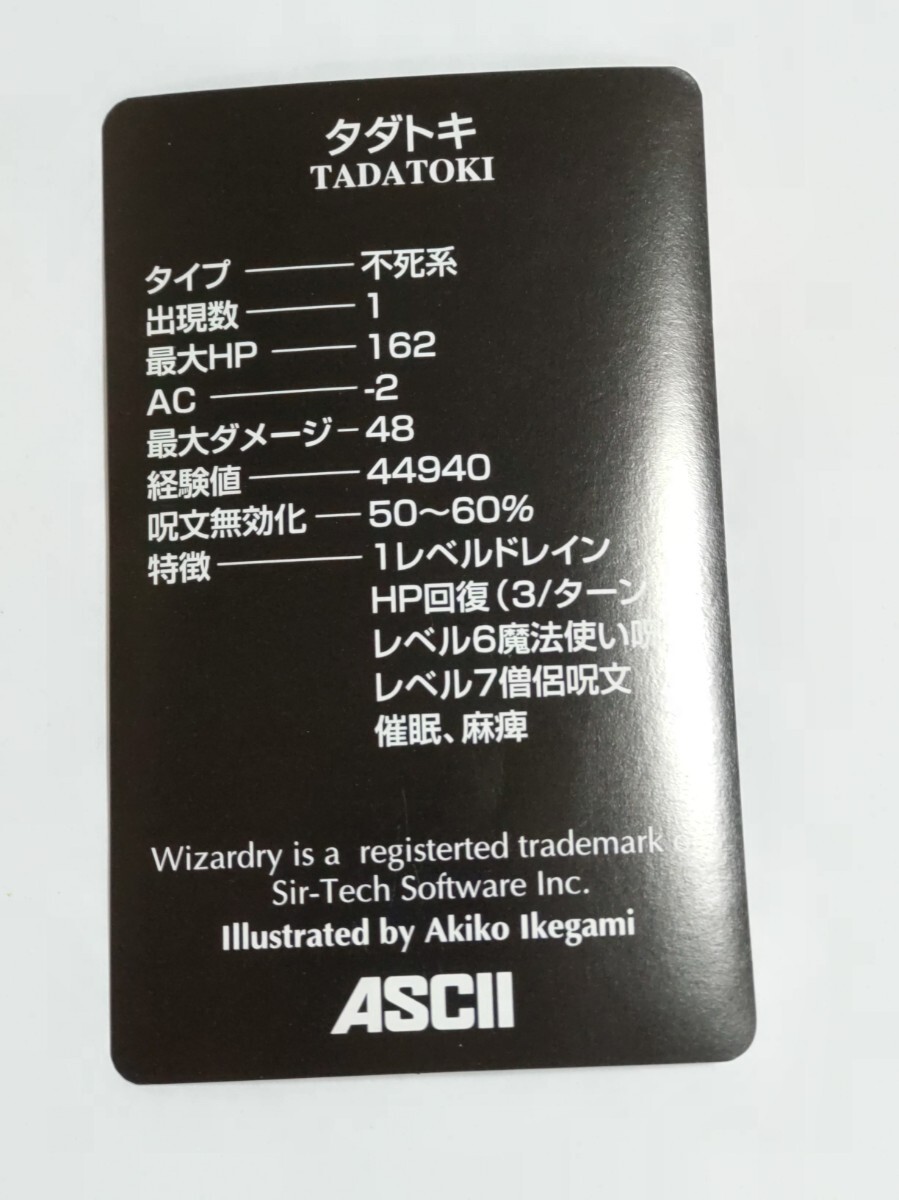 タダトキ
TADATOKI
タイプ ― 不死系
出現数 ― 1
最大HP ― 162
AC ― -2
最大ダメージ ― 48
経験値 ― 44940
呪文無効化 ― 50～60%
特徴 ― 1レベルドレイン
HP回復(3/ターン
レベル6魔法使い呪
レベル7僧侶呪文
催眠、麻痺
Wizardry is a registerted trademark
Sir-Tech Software Inc.
Illustrated by Akiko Ikegami
ASCII